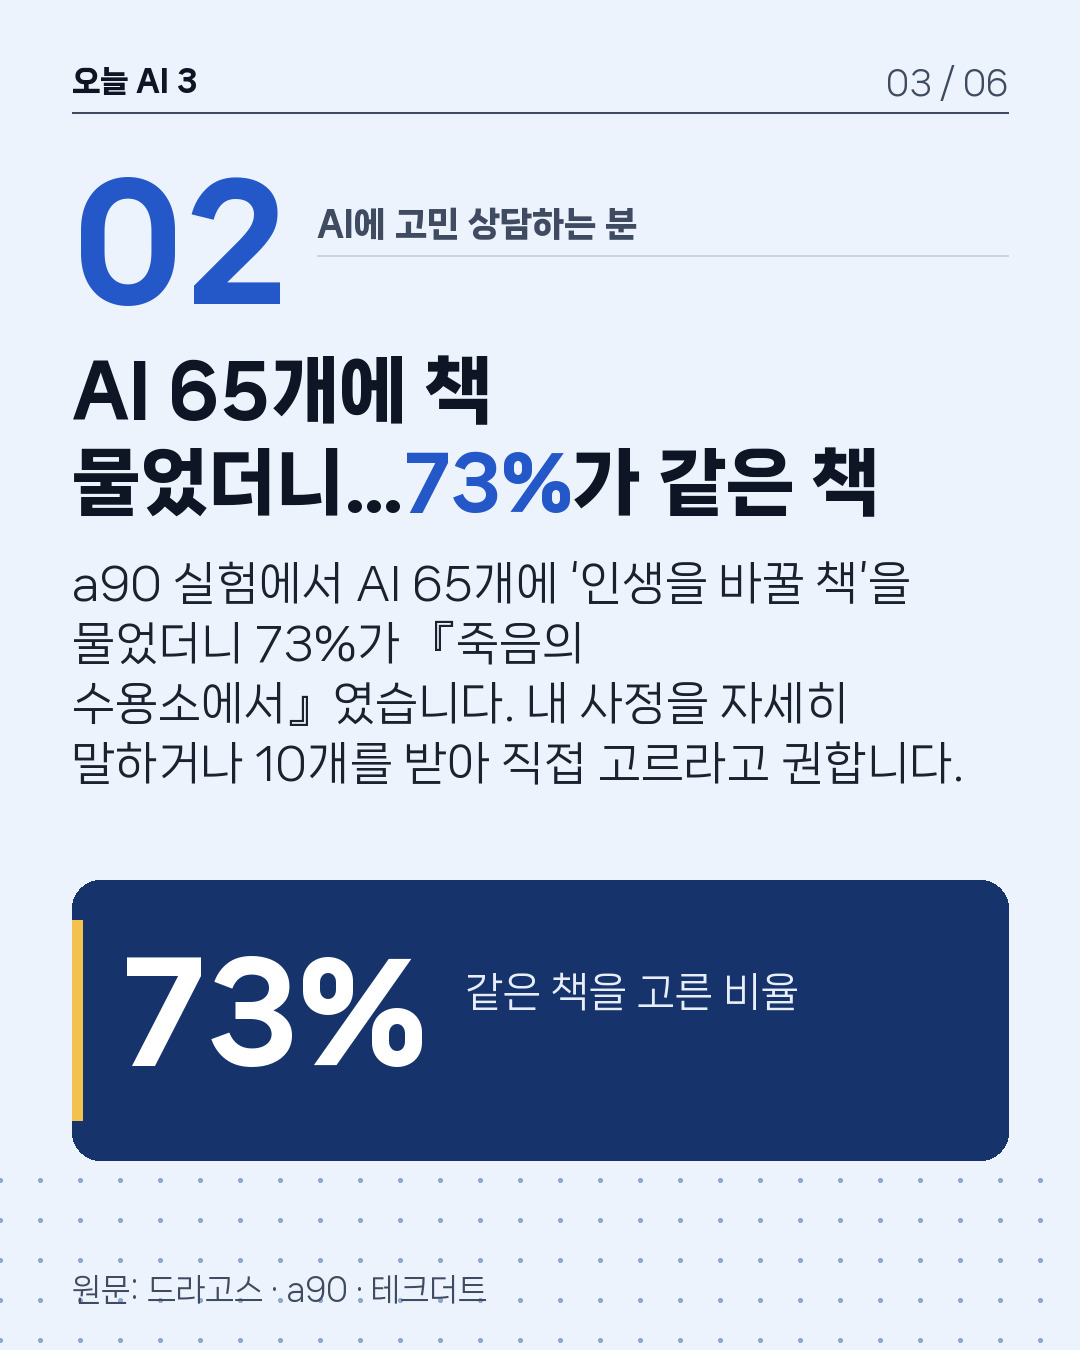 오늘 AI 3
03 / 06
02
AI에 고민 상담하는 분
AI 65개에 책
물었더니...73%가 같은 책
a90 실험에서 AI 65개에 '인생을 바꿀 책'을
물었더니 73%가 『죽음의
수용소에서』였습니다. 내 사정을 자세히
말하거나 10개를 받아 직접 고르라고 권합니다.
73%
같은 책을 고른 비율
원문: 드라고스 · a90 · 테크더트